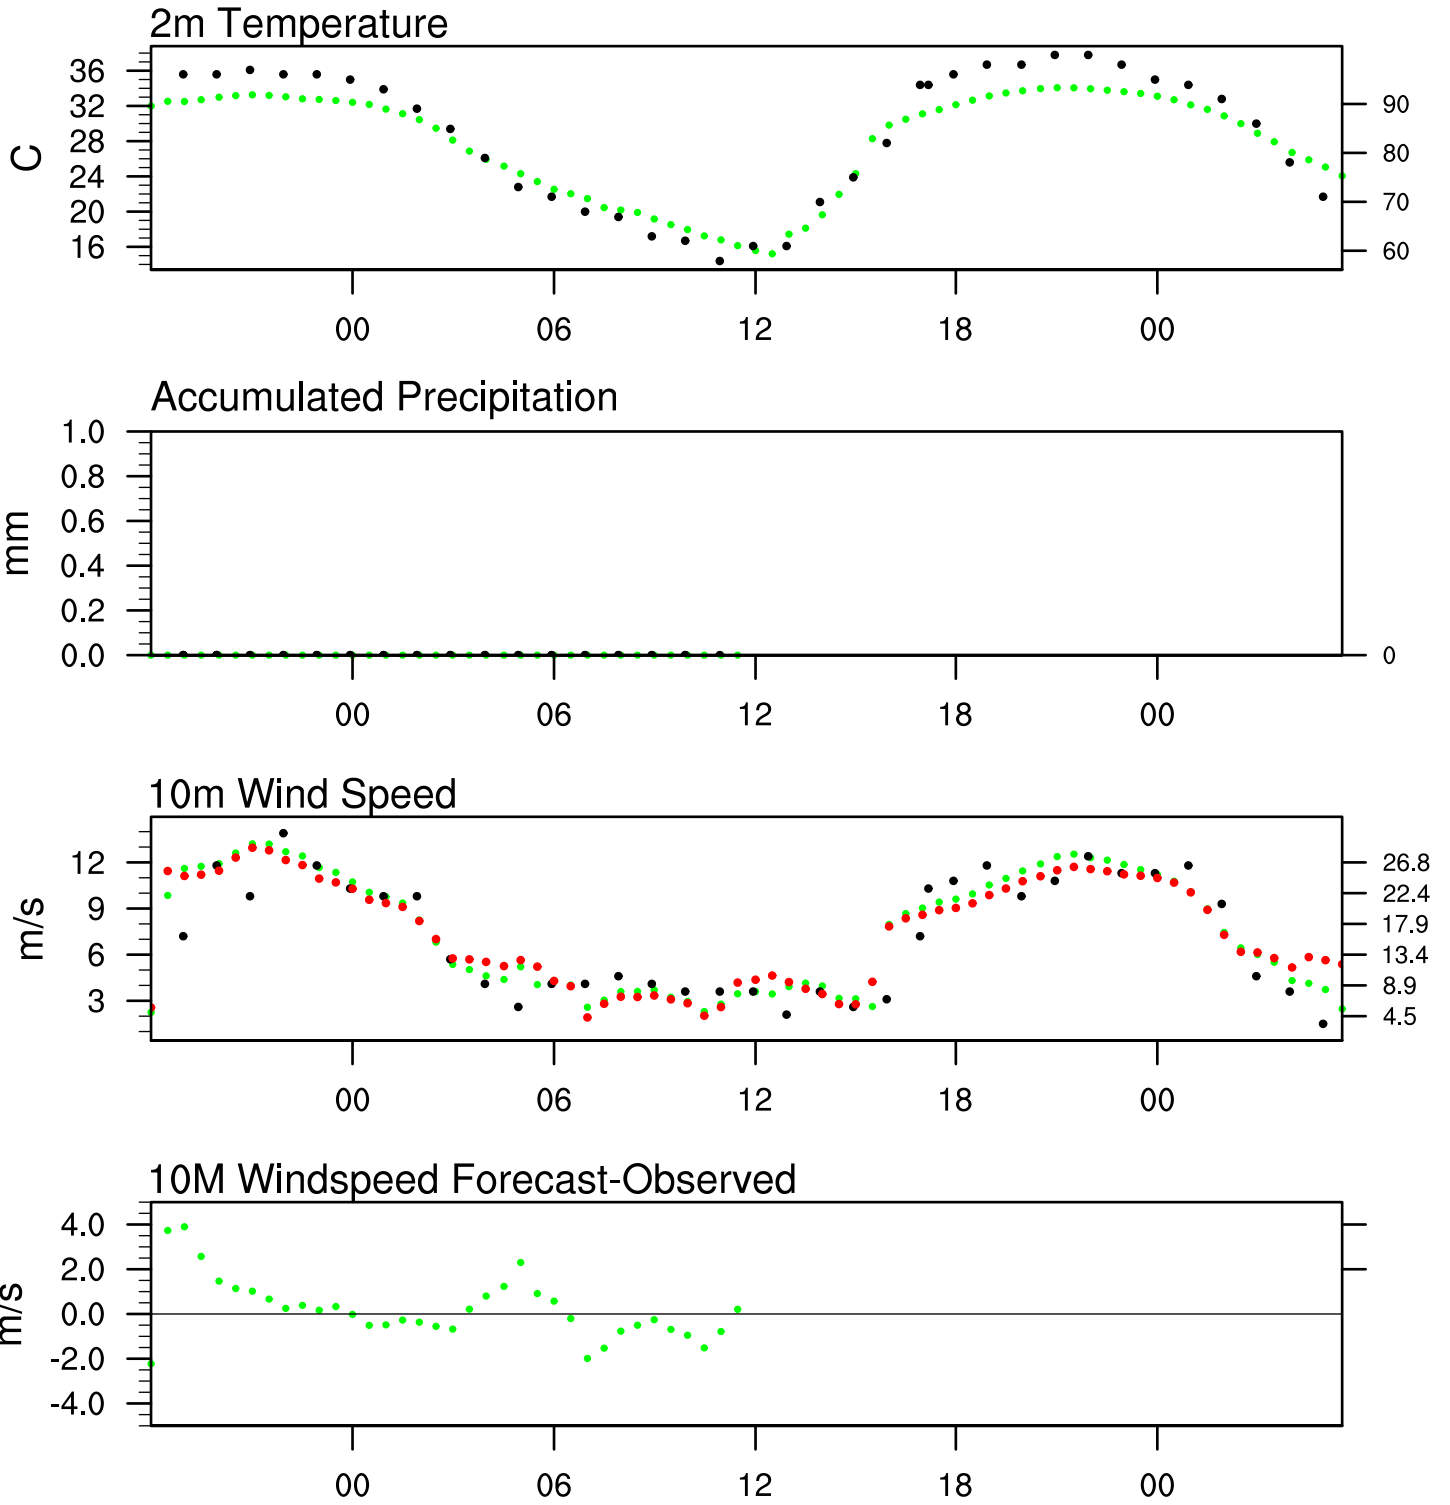 2m Temperature
C
36
32
28
24
20
16
90
80
70
60
00 06 12 18 00
Accumulated Precipitation
mm
1.0
0.8
0.6
0.4
0.2
0.0
0
00 06 12 18 00
10m Wind Speed
m/s
12
9
6
3
26.8
22.4
17.9
13.4
8.9
4.5
00 06 12 18 00
10M Windspeed Forecast-Observed
m/s
4.0
2.0
0.0
-2.0
-4.0
00 06 12 18 00